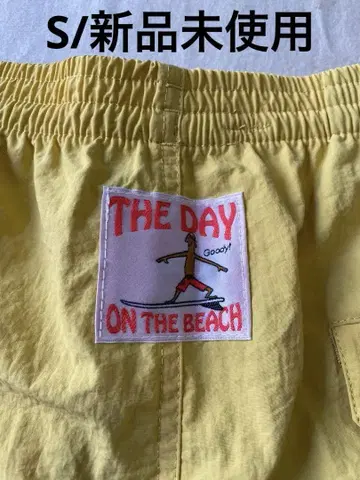 S/新品未使用
THE DAY
Goody!
ON THE BEACH